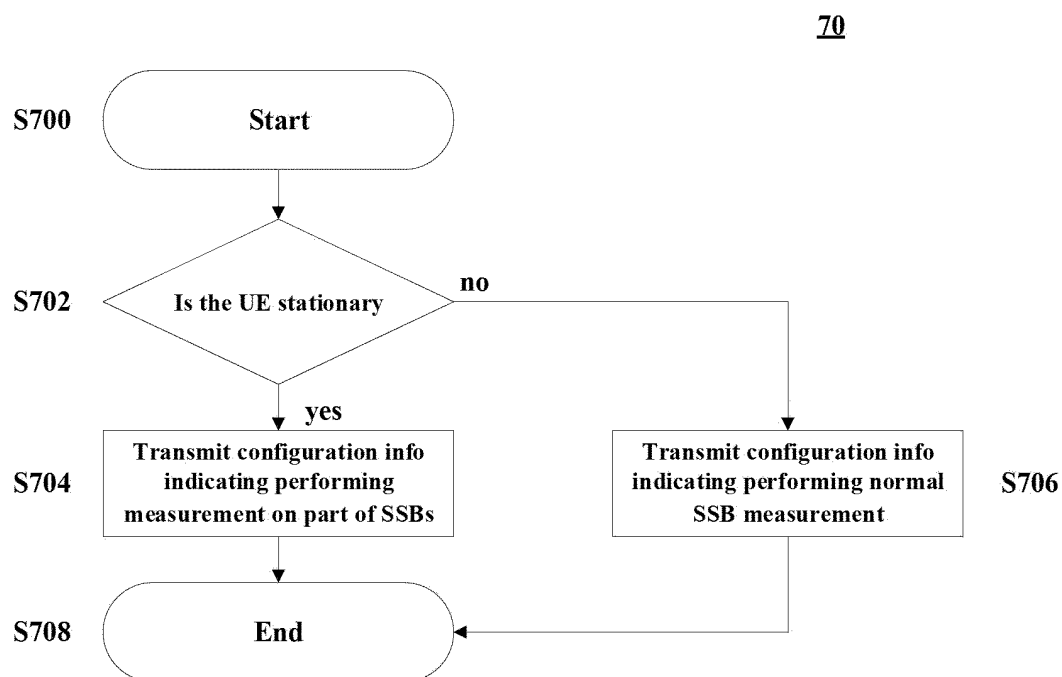 70
S700
Start
S702
Is the UE stationary
no
yes
S704
Transmit configuration info
indicating performing
measurement on part of SSBs
Transmit configuration info
indicating performing normal
SSB measurement
S706
S708
End